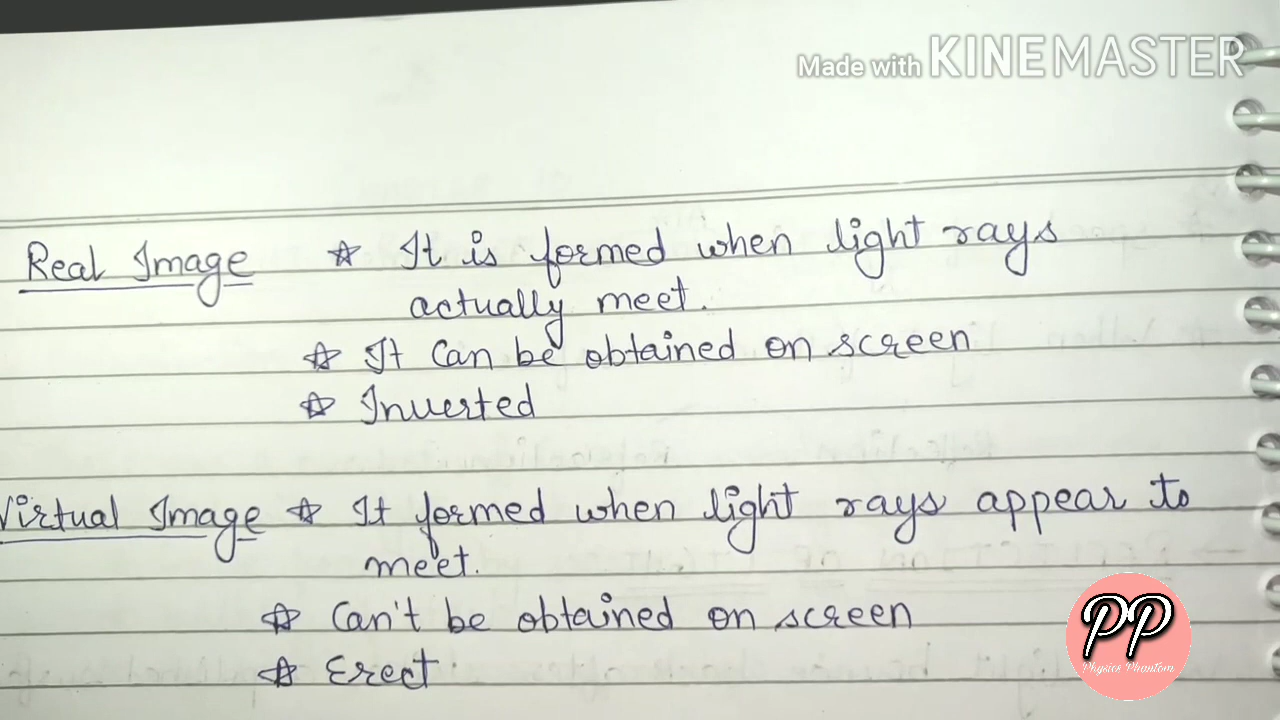 Made with KINEMASTER
Real Image ☆ It is formed when light rays
actually meet.
☆ It can be obtained on screen
☆ Inverted
Virtual Image ☆ It formed when light rays appear to
meet.
☆ Can't be obtained on screen
☆ Erect
PP
Physics Phantom